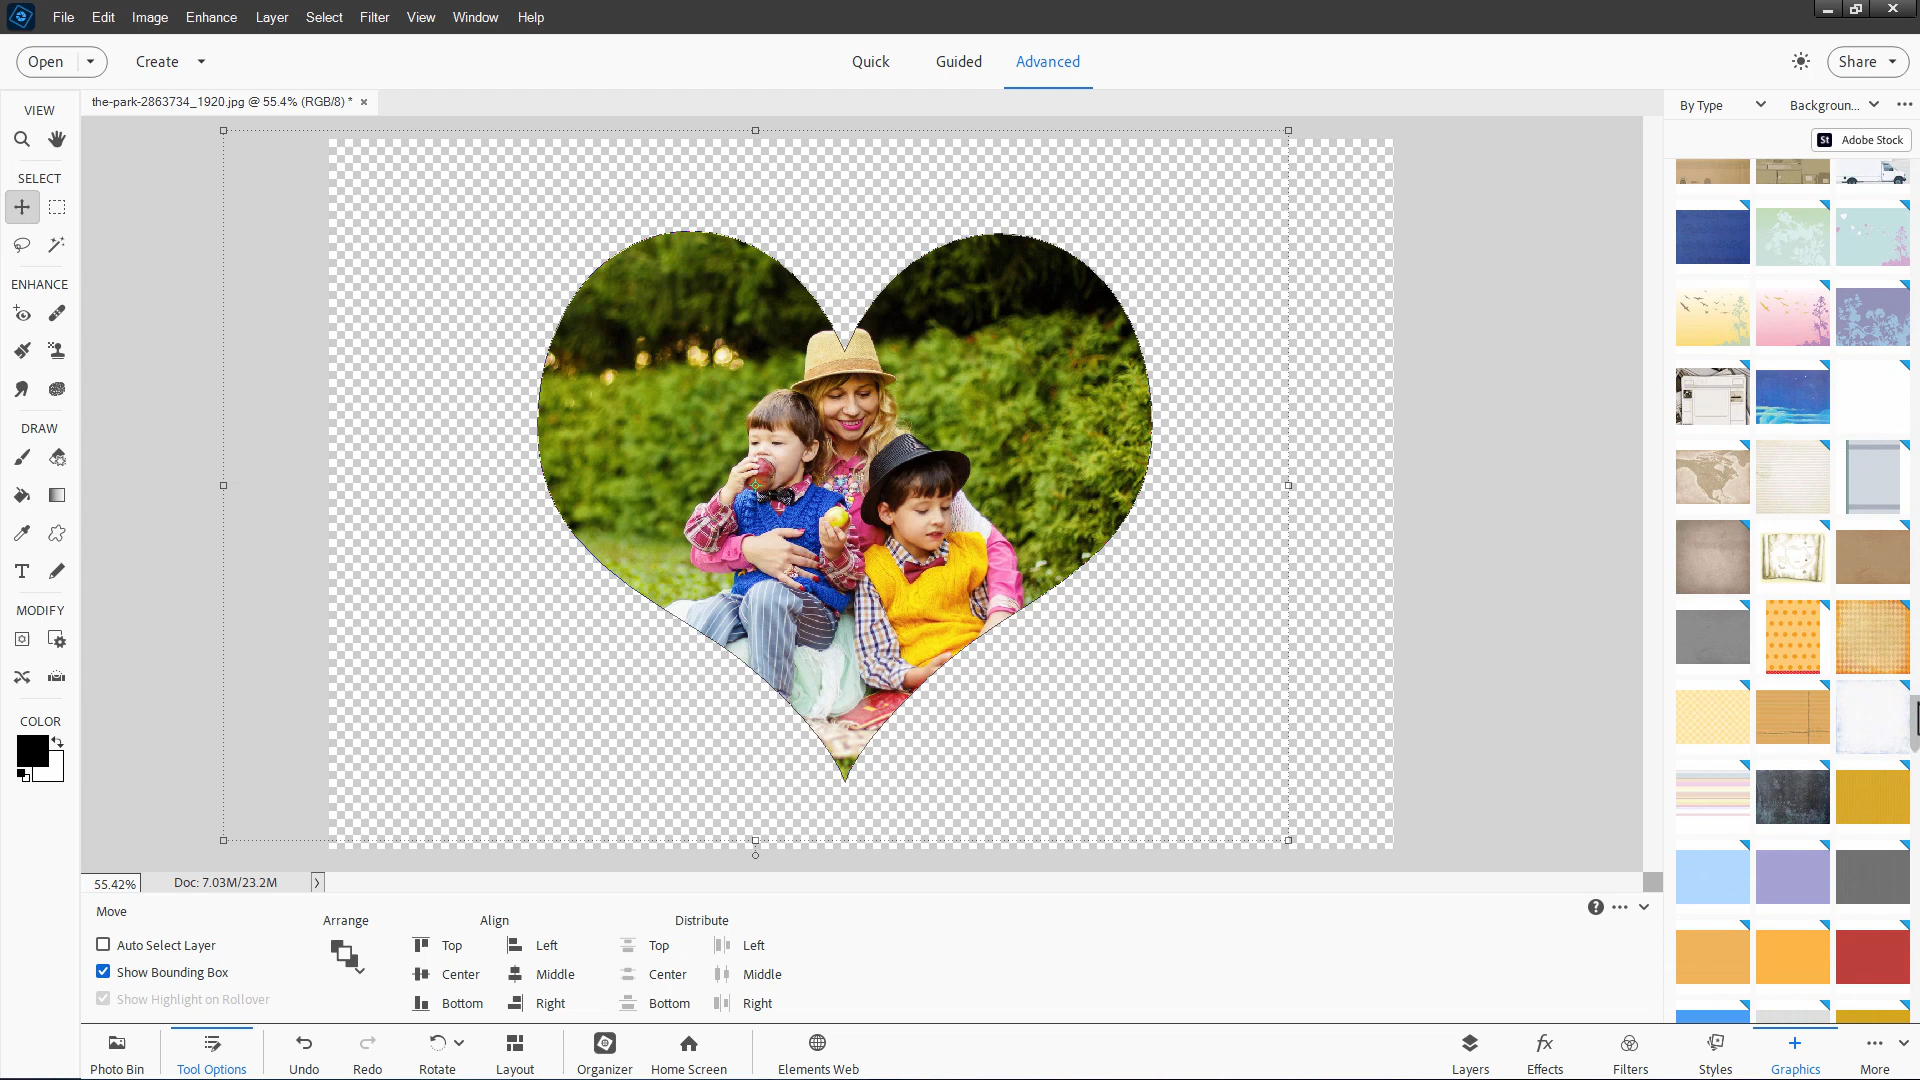 File Edit Image Enhance Layer Select Filter View Window Help
Open Create Quick Guided Advanced Share
VIEW the-park-2863734_1920.jpg @ 55.4% (RGB/8) * × By Type Backgroun...
St Adobe Stock
SELECT
ENHANCE
DRAW
T
MODIFY
COLOR
55.42% Doc: 7.03M/23.2M
Move Arrange Align Distribute
Auto Select Layer Top Left Top Left
Show Bounding Box Center Middle Center Middle
Show Highlight on Rollover Bottom Right Bottom Right
Photo Bin Tool Options Undo Redo Rotate Layout Organizer Home Screen Elements Web Layers fx Effects Filters Styles Graphics More